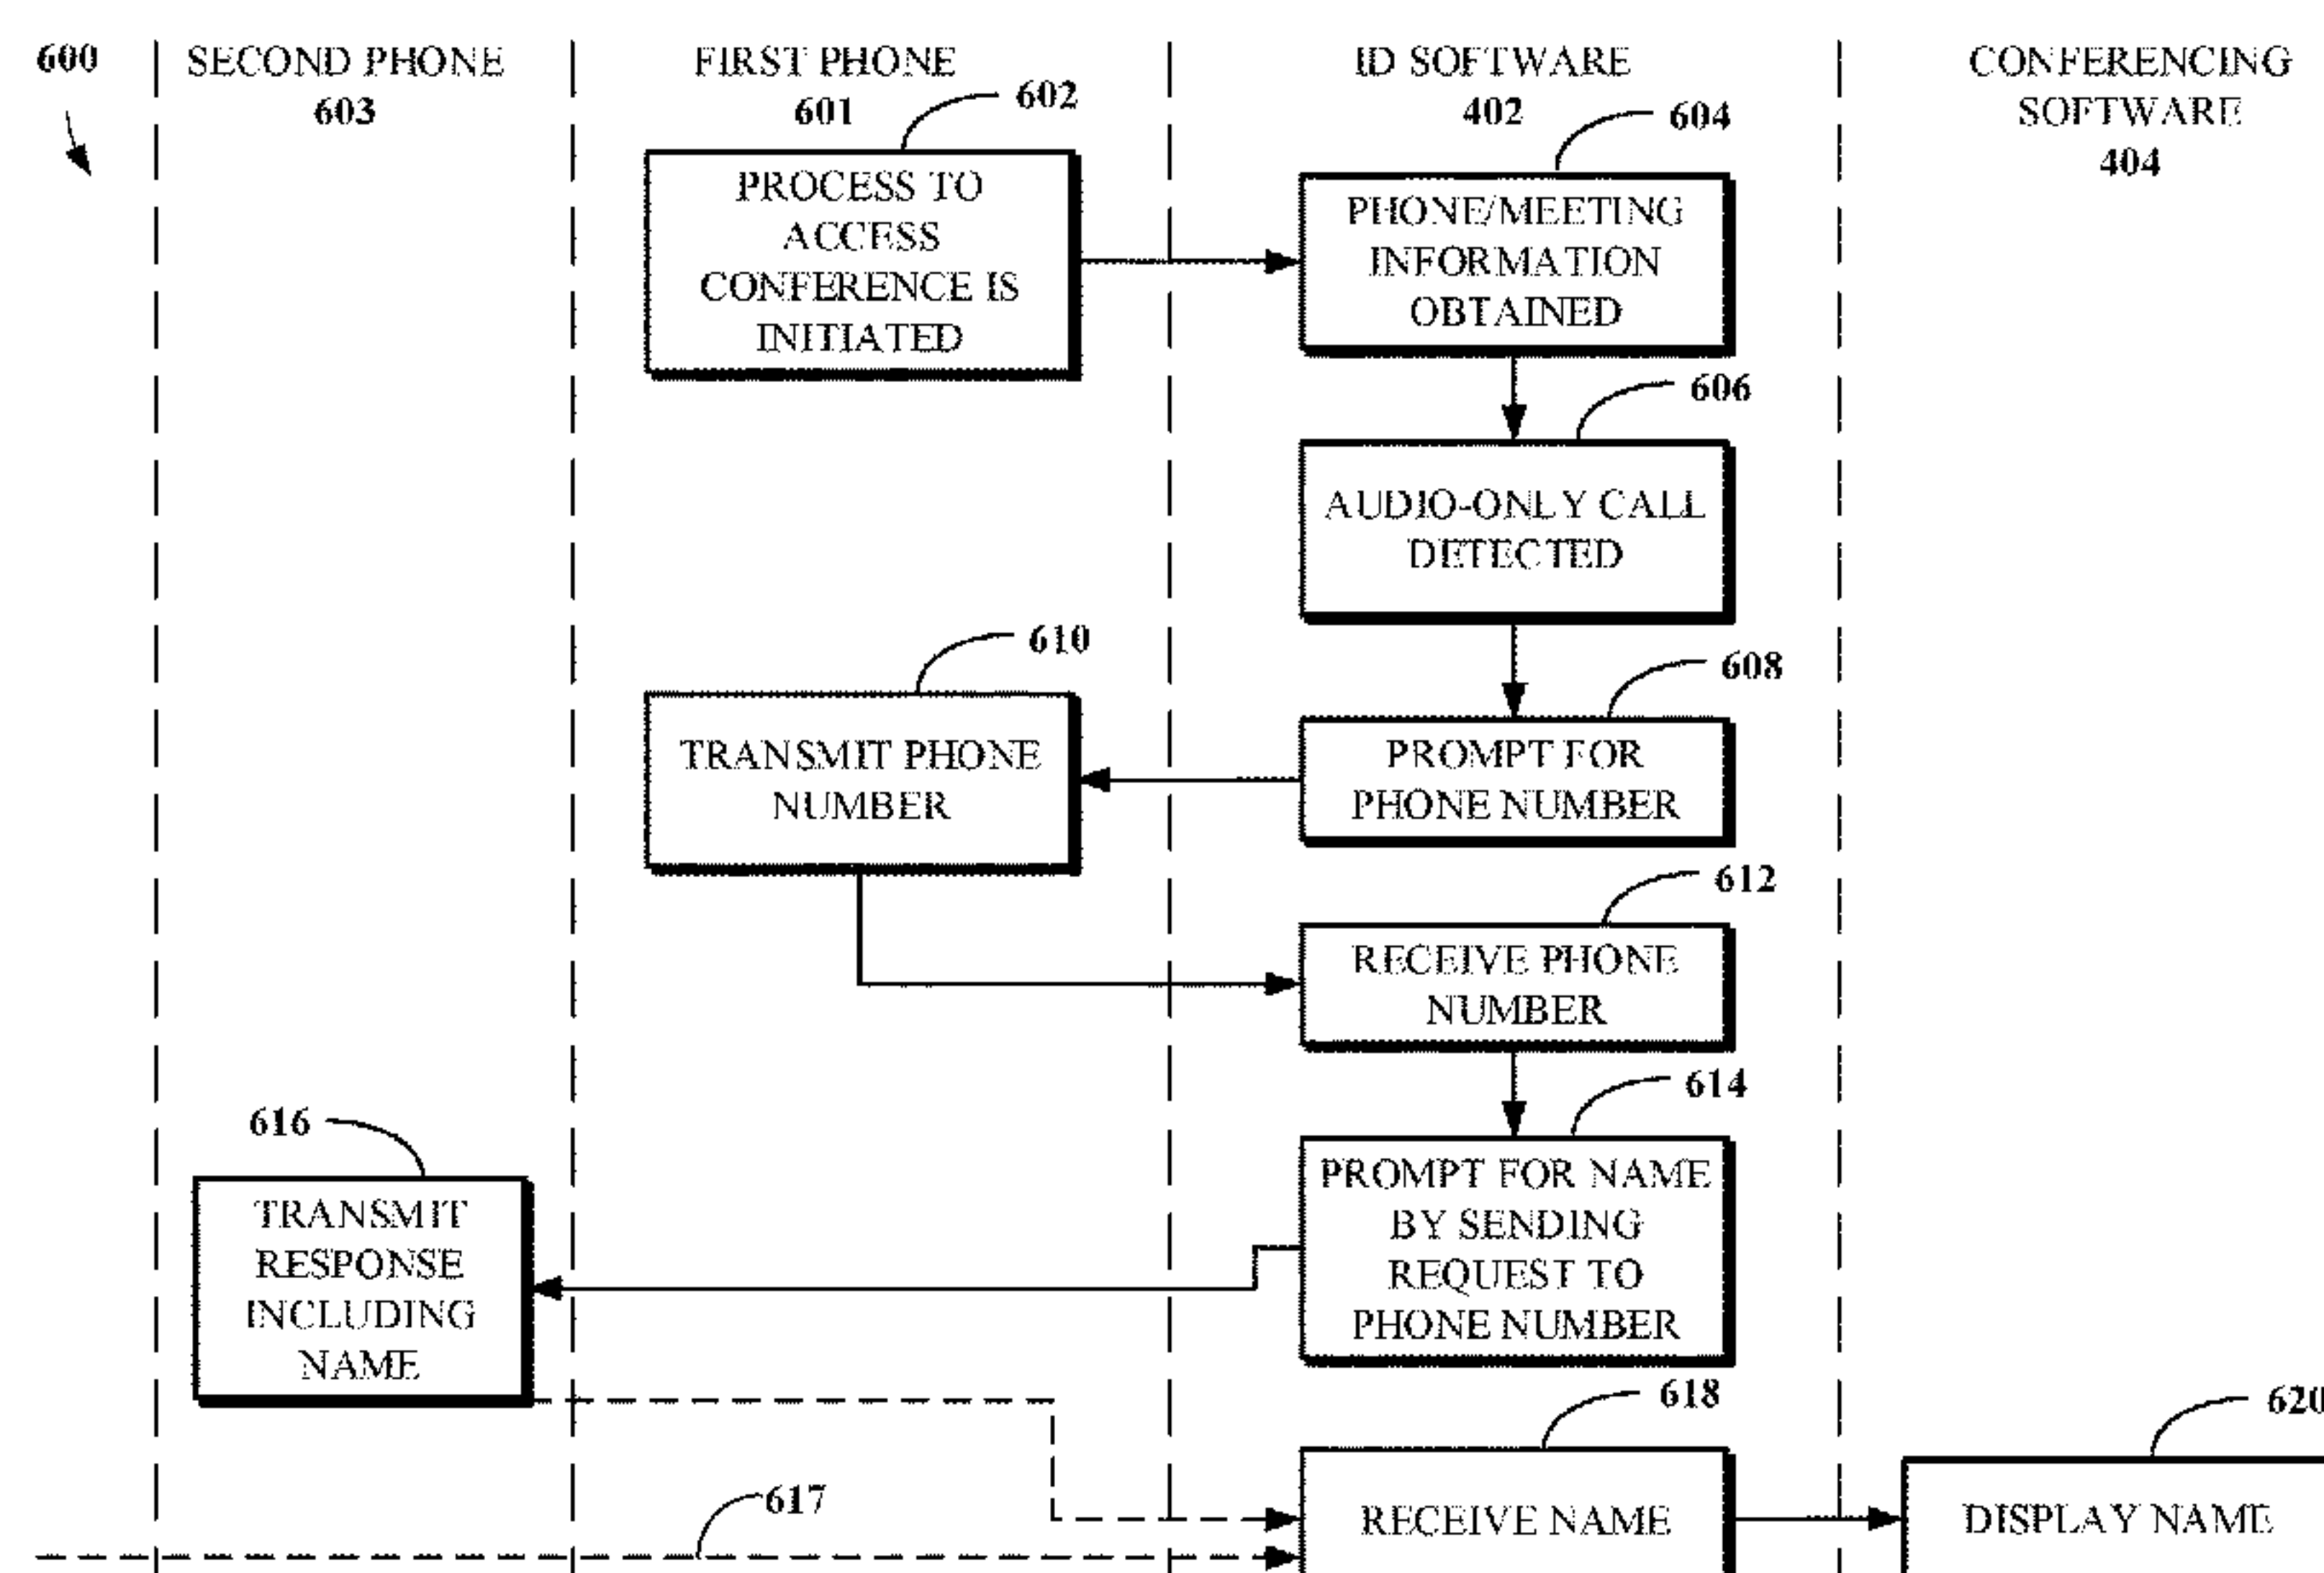 600
SECOND PHONE
603
FIRST PHONE
601
ID SOFTWARE
402
CONFERENCING
SOFTWARE
404
602
PROCESS TO
ACCESS
CONFERENCE IS
INITIATED
604
PHONE/MEETING
INFORMATION
OBTAINED
606
AUDIO-ONLY CALL
DETECTED
608
PROMPT FOR
PHONE NUMBER
610
TRANSMIT PHONE
NUMBER
612
RECEIVE PHONE
NUMBER
614
PROMPT FOR NAME
BY SENDING
REQUEST TO
PHONE NUMBER
616
TRANSMIT
RESPONSE
INCLUDING
NAME
617
618
RECEIVE NAME
620
DISPLAY NAME